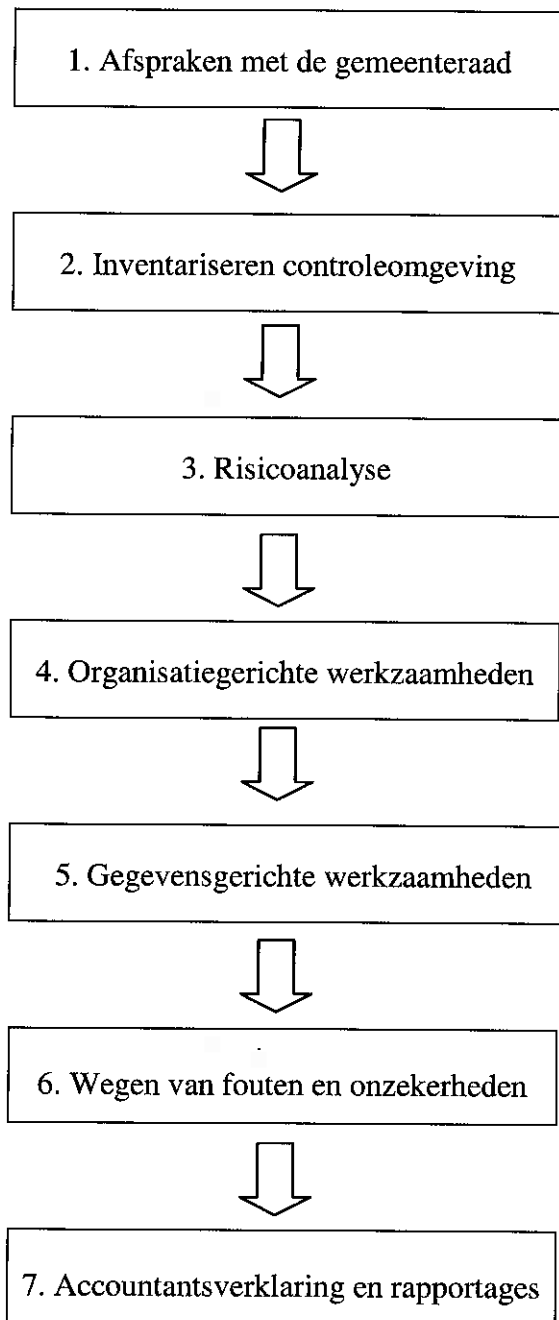 1. Afspraken met de gemeenteraad
2. Inventariseren controleomgeving
3. Risicoanalyse
4. Organisatiegerichte werkzaamheden
5. Gegevensgerichte werkzaamheden
6. Wegen van fouten en onzekerheden
7. Accountantsverklaring en rapportages